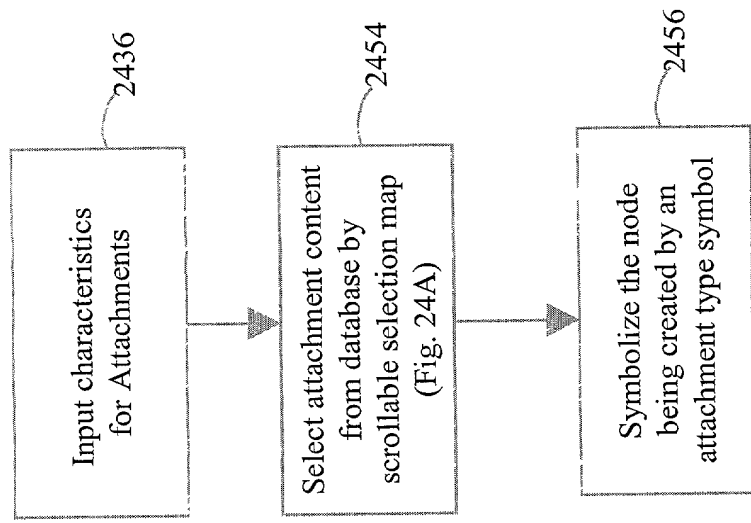 2436
Input characteristics
for Attachments
2454
Select attachment content
from database by
scrollable selection map
(Fig. 24A)
2456
Symbolize the node
being created by an
attachment type symbol